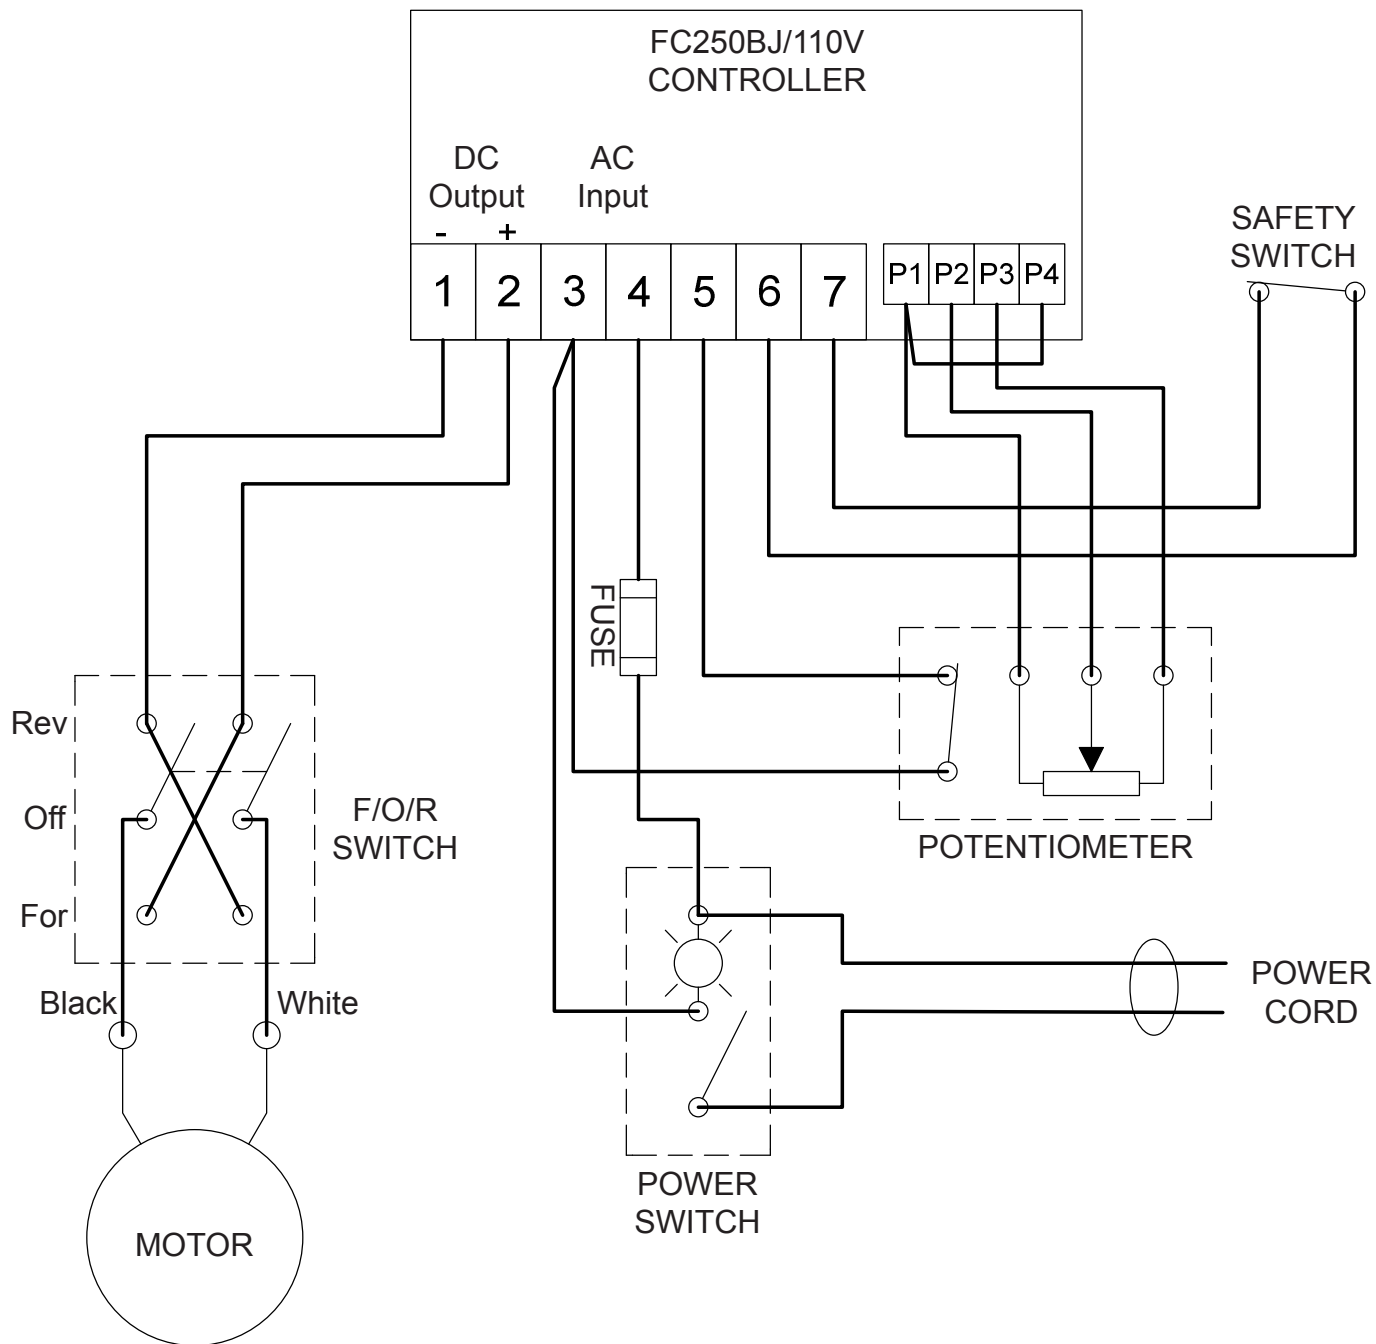 FC250BJ/110V
CONTROLLER
DC
Output
AC
Input
- +
1 2 3 4 5 6 7
P1 P2 P3 P4
SAFETY
SWITCH
FUSE
Rev
Off
For
F/O/R
SWITCH
POTENTIOMETER
Black
White
POWER
CORD
POWER
SWITCH
MOTOR